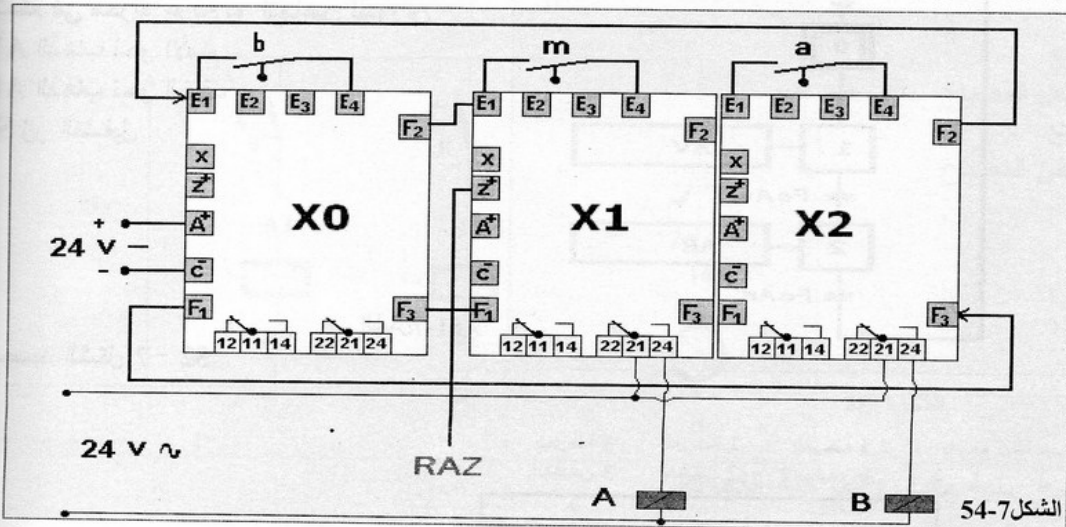 b m a
E1 E2 E3 E4 E1 E2 E3 E4 E1 E2 E3 E4
F2 F2 F2
X X X
Z+ Z+ Z+
X0 X1 X2
A+ A+ A+
+
24 V
-
C- C- C-
F1 F3 F1 F3 F1 F3
12 11 14 22 21 24 12 11 14 22 21 24 12 11 14 22 21 24
24 V ~
RAZ
A B
الشكل7-54